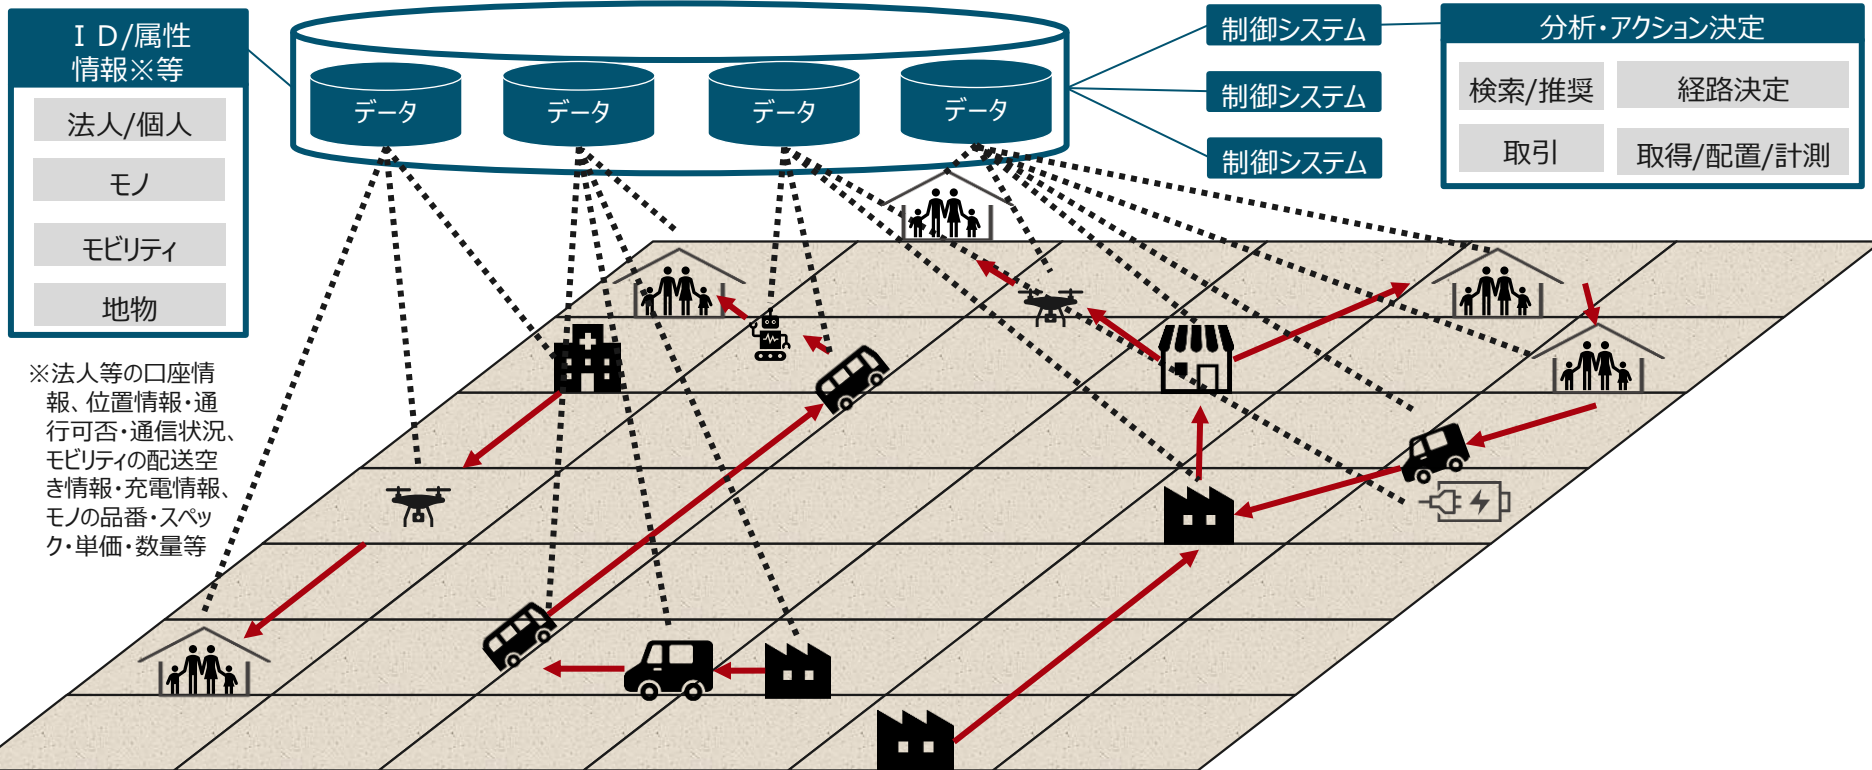 ＩＤ/属性
情報※等
法人/個人
モノ
モビリティ
地物
※法人等の口座情
報、位置情報・通
行可否・通信状況、
モビリティの配送空
き情報・充電情報、
モノの品番・スペッ
ク・単価・数量等
データ
データ
データ
データ
制御システム
制御システム
制御システム
分析・アクション決定
検索/推奨
経路決定
取引
取得/配置/計測